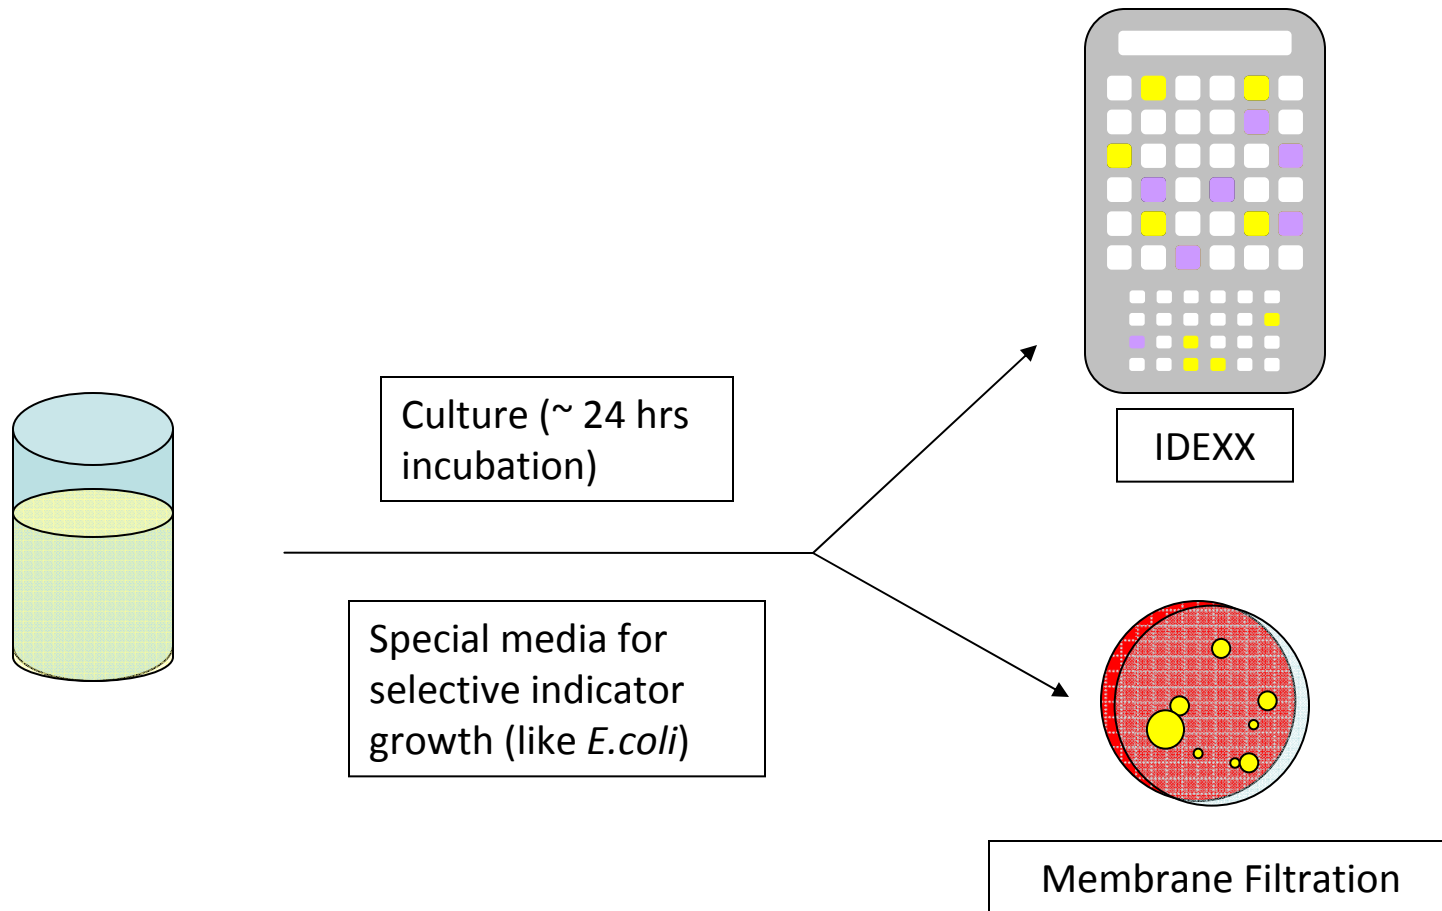 Culture (~ 24 hrs
incubation)
Special media for
selective indicator
growth (like E.coli)
IDEXX
Membrane Filtration